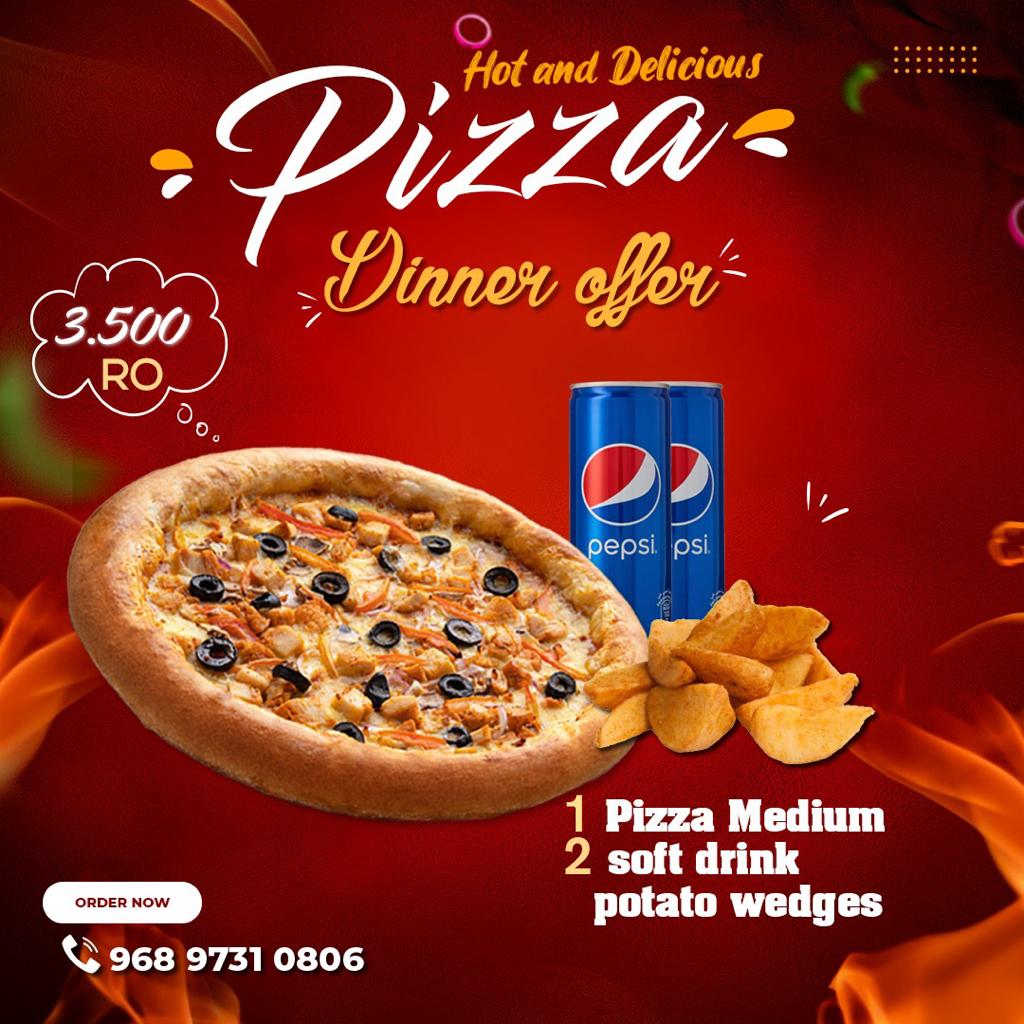 Hot and Delicious
Pizza
Dinner offer
3.500
RO
pepsi
psi
1 Pizza Medium
2 soft drink
potato wedges
ORDER NOW
968 9731 0806